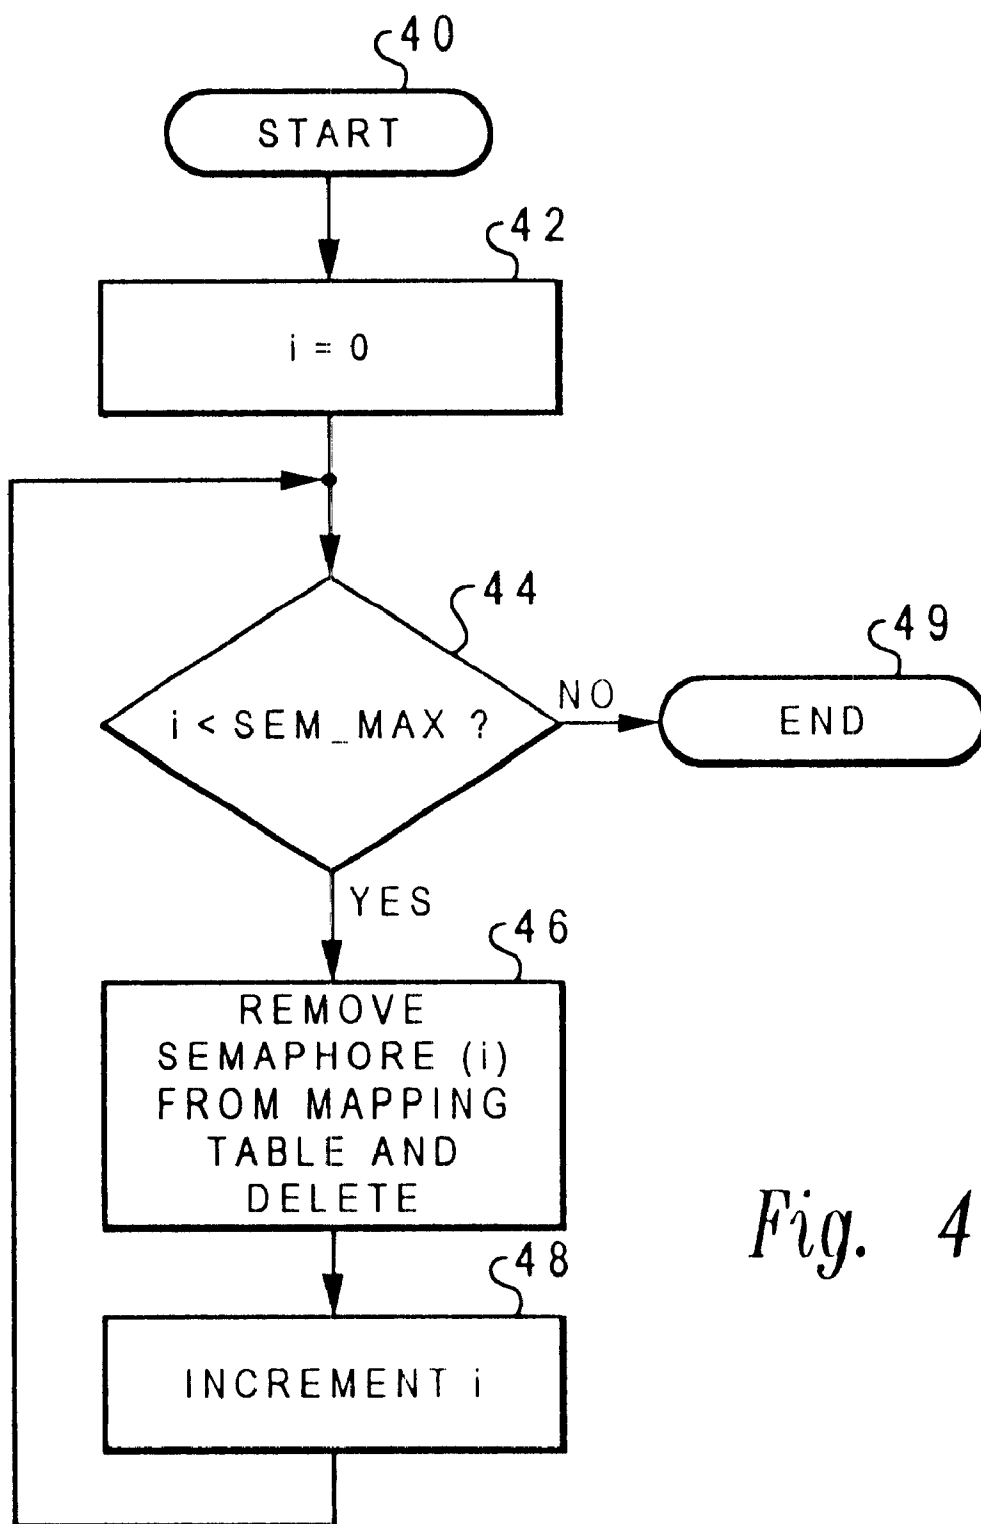 40
START
42
i = 0
44
i < SEM_MAX ?
NO
49
END
YES
46
REMOVE
SEMAPHORE (i)
FROM MAPPING
TABLE AND
DELETE
48
INCREMENT i
Fig. 4